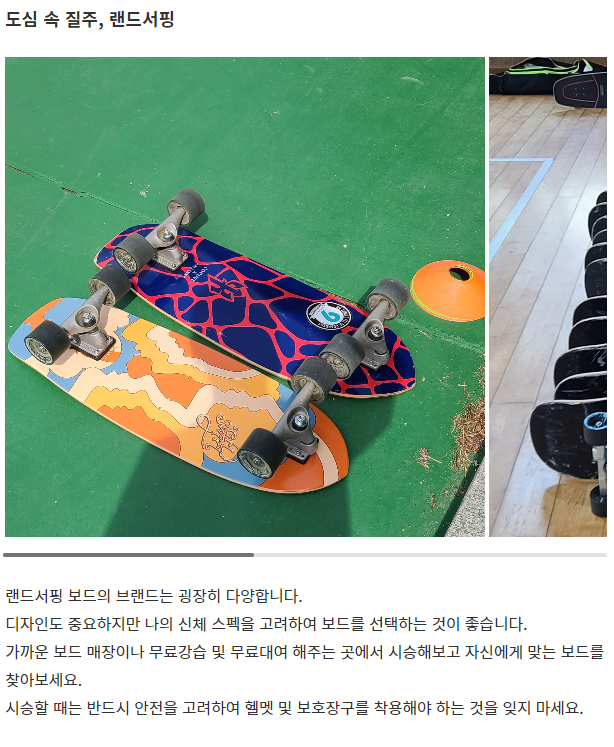 도심 속 질주, 랜드서핑
랜드서핑 보드의 브랜드는 굉장히 다양합니다.
디자인도 중요하지만 나의 신체 스펙을 고려하여 보드를 선택하는 것이 좋습니다.
가까운 보드 매장이나 무료강습 및 무료대여 해주는 곳에서 시승해보고 자신에게 맞는 보드를
찾아보세요.
시승할 때는 반드시 안전을 고려하여 헬멧 및 보호장구를 착용해야 하는 것을 잊지 마세요.